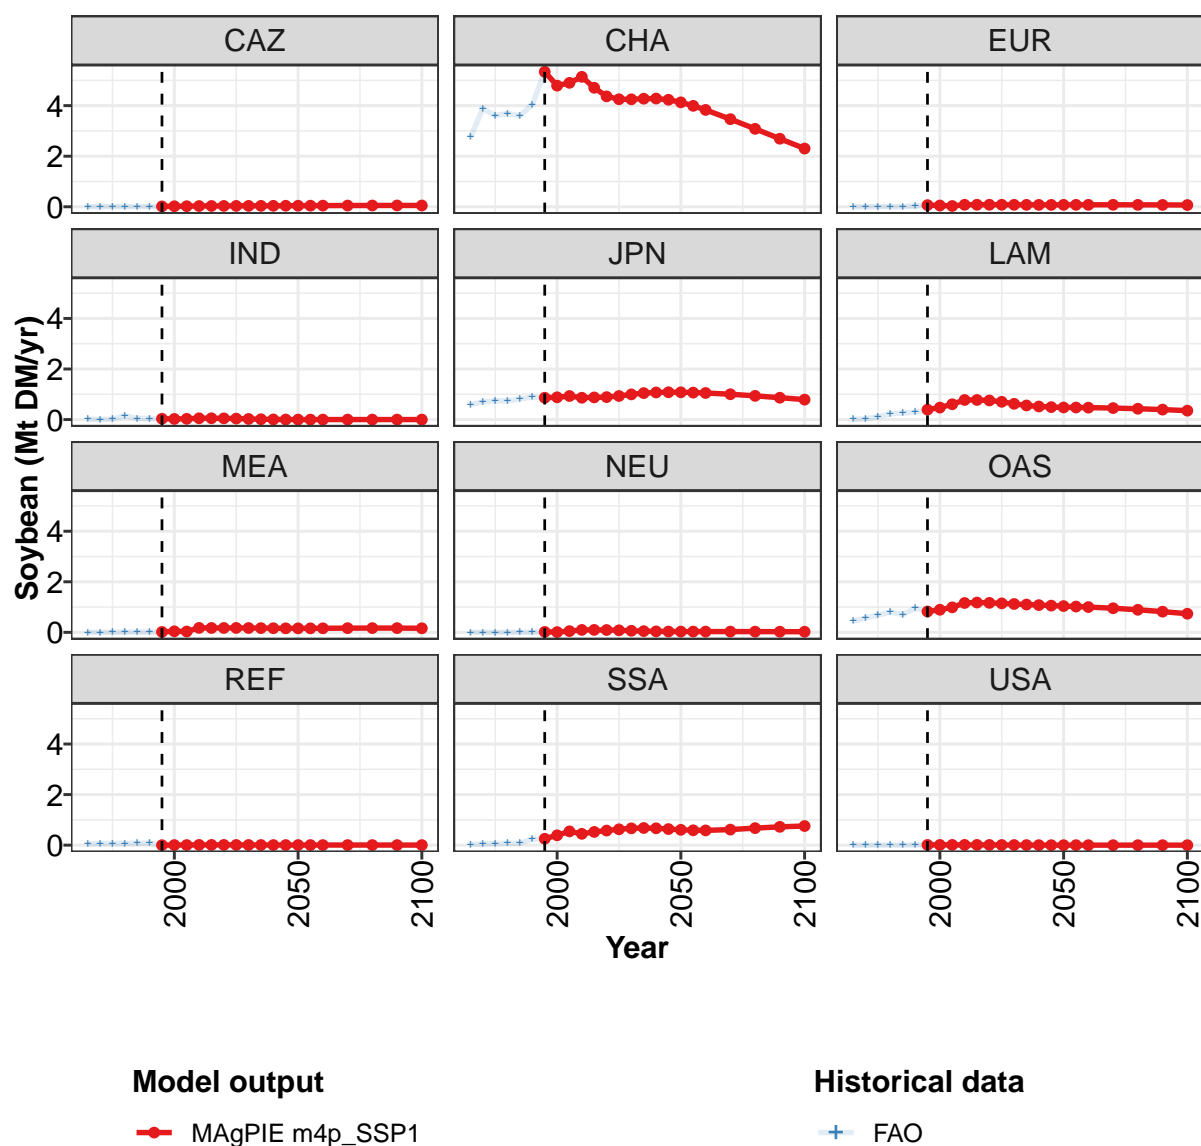 CAZ CHA EUR
4
2
0
IND JPN LAM
4
2
0
MEA NEU OAS
4
2
0
REF SSA USA
4
2
0
Soybean (Mt DM/yr)
2000 2050 2100 2000 2050 2100 2000 2050 2100
Year
Model output Historical data
MAgPIE m4p_SSP1 FAO